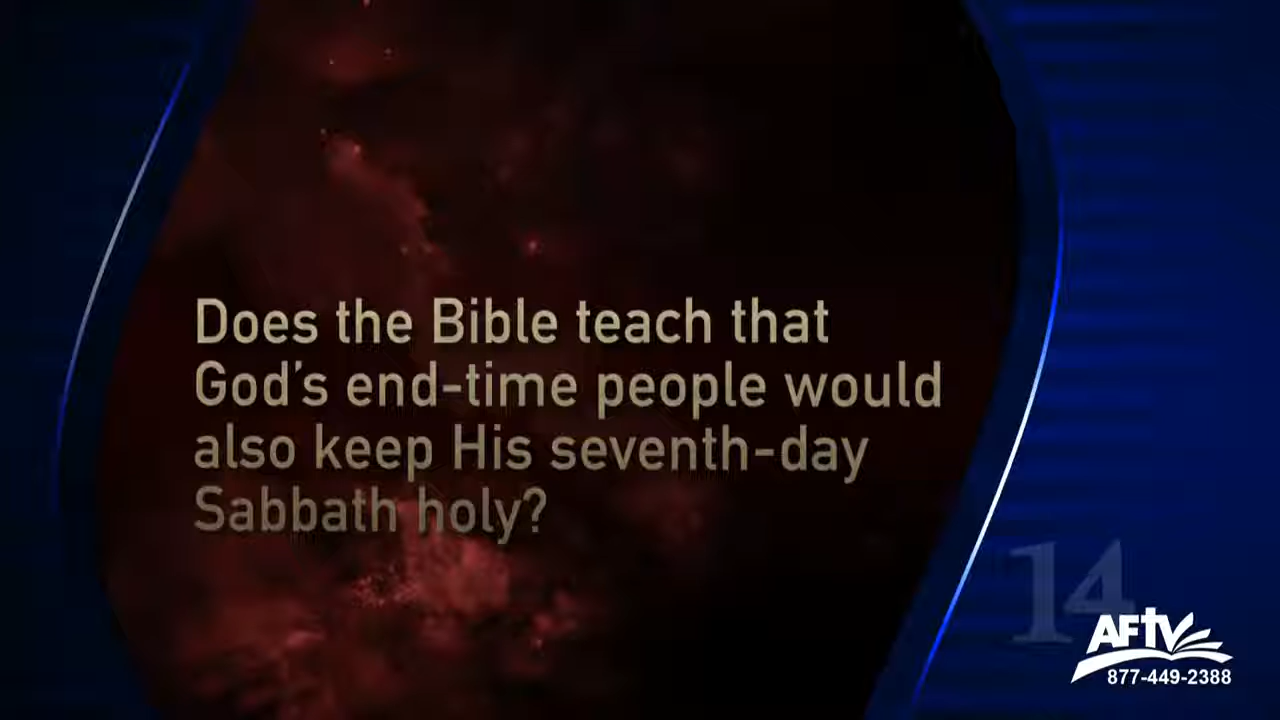 Does the Bible teach that
God's end-time people would
also keep His seventh-day
Sabbath holy?
14
AFTV
877-449-2388